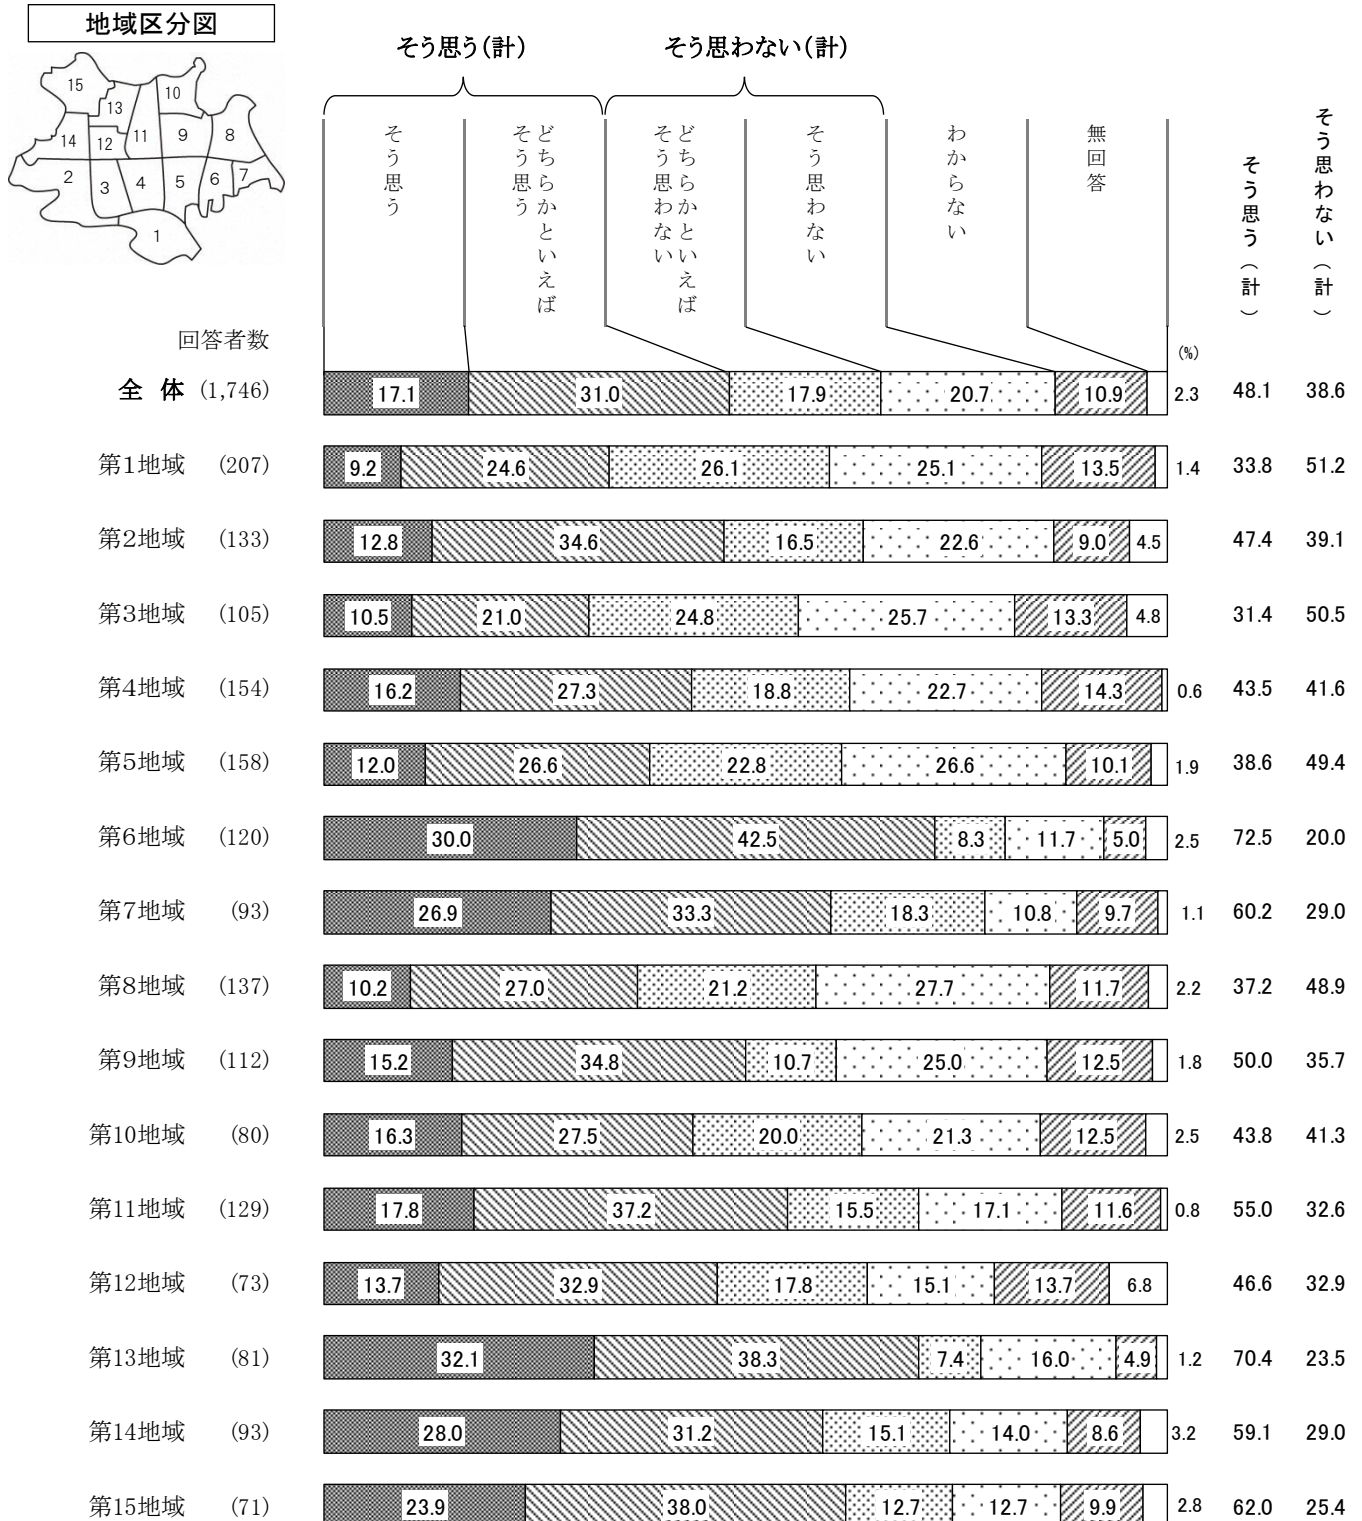 地域区分図
15
13
10
14
12
11
9
8
2
3
4
5
6
7
1
そう思う(計)
そう思わない(計)
そう思う
どちらかといえば
そう思う
どちらかといえば
そう思わない
そう思わない
わからない
無回答
そう思う(計)
そう思わない(計)
回答者数
(%)
全 体 (1,746) 17.1 31.0 17.9 20.7 10.9 2.3 48.1 38.6
第1地域 (207) 9.2 24.6 26.1 25.1 13.5 1.4 33.8 51.2
第2地域 (133) 12.8 34.6 16.5 22.6 9.0 4.5 47.4 39.1
第3地域 (105) 10.5 21.0 24.8 25.7 13.3 4.8 31.4 50.5
第4地域 (154) 16.2 27.3 18.8 22.7 14.3 0.6 43.5 41.6
第5地域 (158) 12.0 26.6 22.8 26.6 10.1 1.9 38.6 49.4
第6地域 (120) 30.0 42.5 8.3 11.7 5.0 2.5 72.5 20.0
第7地域 (93) 26.9 33.3 18.3 10.8 9.7 1.1 60.2 29.0
第8地域 (137) 10.2 27.0 21.2 27.7 11.7 2.2 37.2 48.9
第9地域 (112) 15.2 34.8 10.7 25.0 12.5 1.8 50.0 35.7
第10地域 (80) 16.3 27.5 20.0 21.3 12.5 2.5 43.8 41.3
第11地域 (129) 17.8 37.2 15.5 17.1 11.6 0.8 55.0 32.6
第12地域 (73) 13.7 32.9 17.8 15.1 13.7 6.8 46.6 32.9
第13地域 (81) 32.1 38.3 7.4 16.0 4.9 1.2 70.4 23.5
第14地域 (93) 28.0 31.2 15.1 14.0 8.6 3.2 59.1 29.0
第15地域 (71) 23.9 38.0 12.7 12.7 9.9 2.8 62.0 25.4